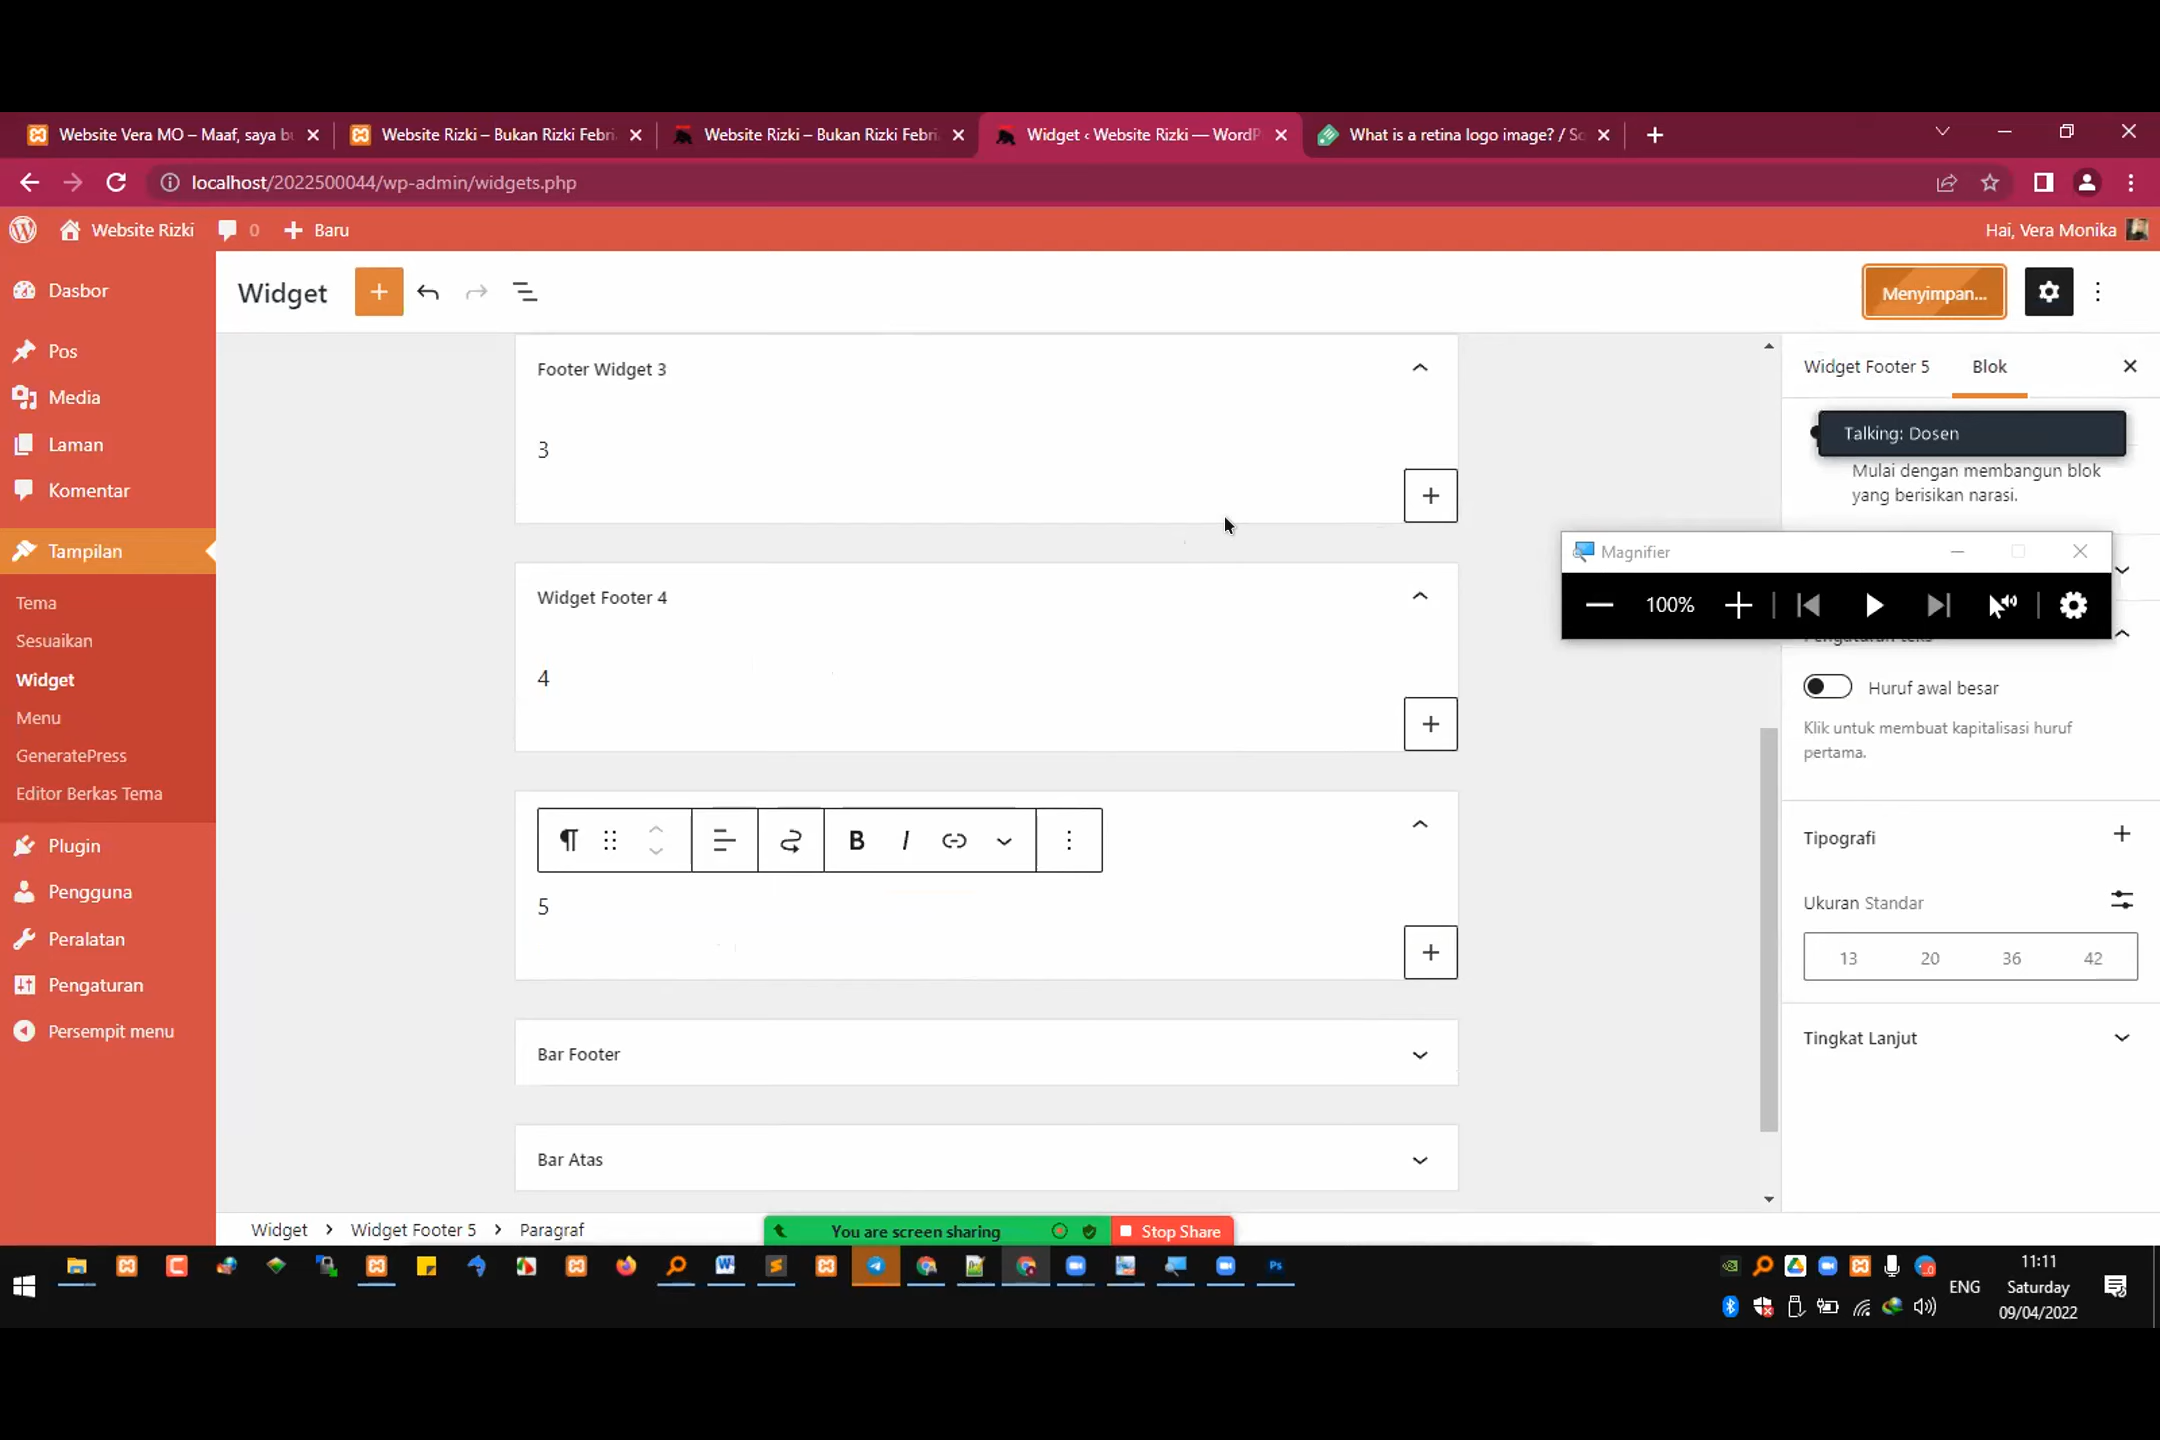 Website Vera MO – Maaf, saya bu
Website Rizki – Bukan Rizki Febri
Website Rizki – Bukan Rizki Febri
Widget ‹ Website Rizki — WordP
What is a retina logo image? / So
localhost/2022500044/wp-admin/widgets.php
Website Rizki
0
Baru
Hai, Vera Monika
Dasbor
Pos
Media
Laman
Komentar
Tampilan
Tema
Sesuaikan
Widget
Menu
GeneratePress
Editor Berkas Tema
Plugin
Pengguna
Peralatan
Pengaturan
Persempit menu
Widget
Menyimpan...
Footer Widget 3
3
Widget Footer 4
4
B I
5
Bar Footer
Bar Atas
Widget Footer 5
Blok
Talking: Dosen
Mulai dengan membangun blok
yang berisikan narasi.
Magnifier
100%
Huruf awal besar
Klik untuk membuat kapitalisasi huruf
pertama.
Tipografi
Ukuran Standar
13 20 36 42
Tingkat Lanjut
Widget > Widget Footer 5 > Paragraf
You are screen sharing
Stop Share
ENG
11:11
Saturday
09/04/2022